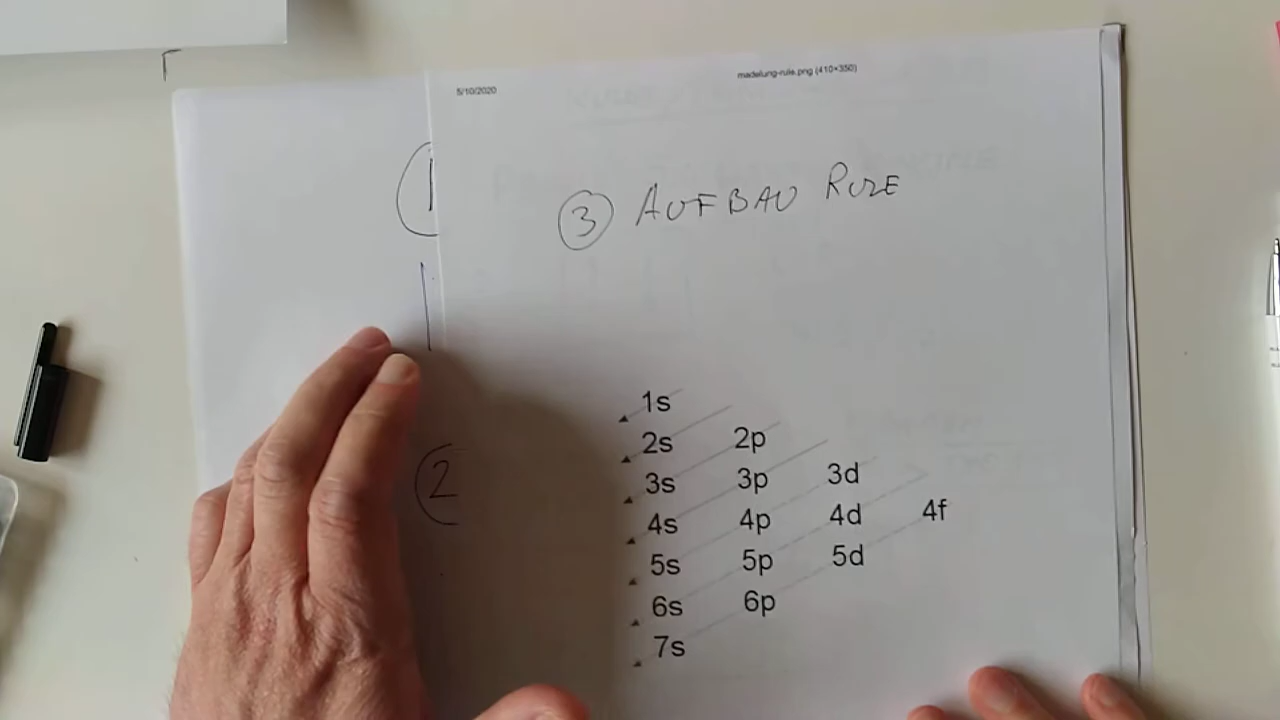 5/10/2020 madelung-rule.png (410×350)
1
3 AUFBAU RULE
1s
2s 2p
3s 3p 3d
4s 4p 4d 4f
5s 5p 5d
6s 6p
7s
2